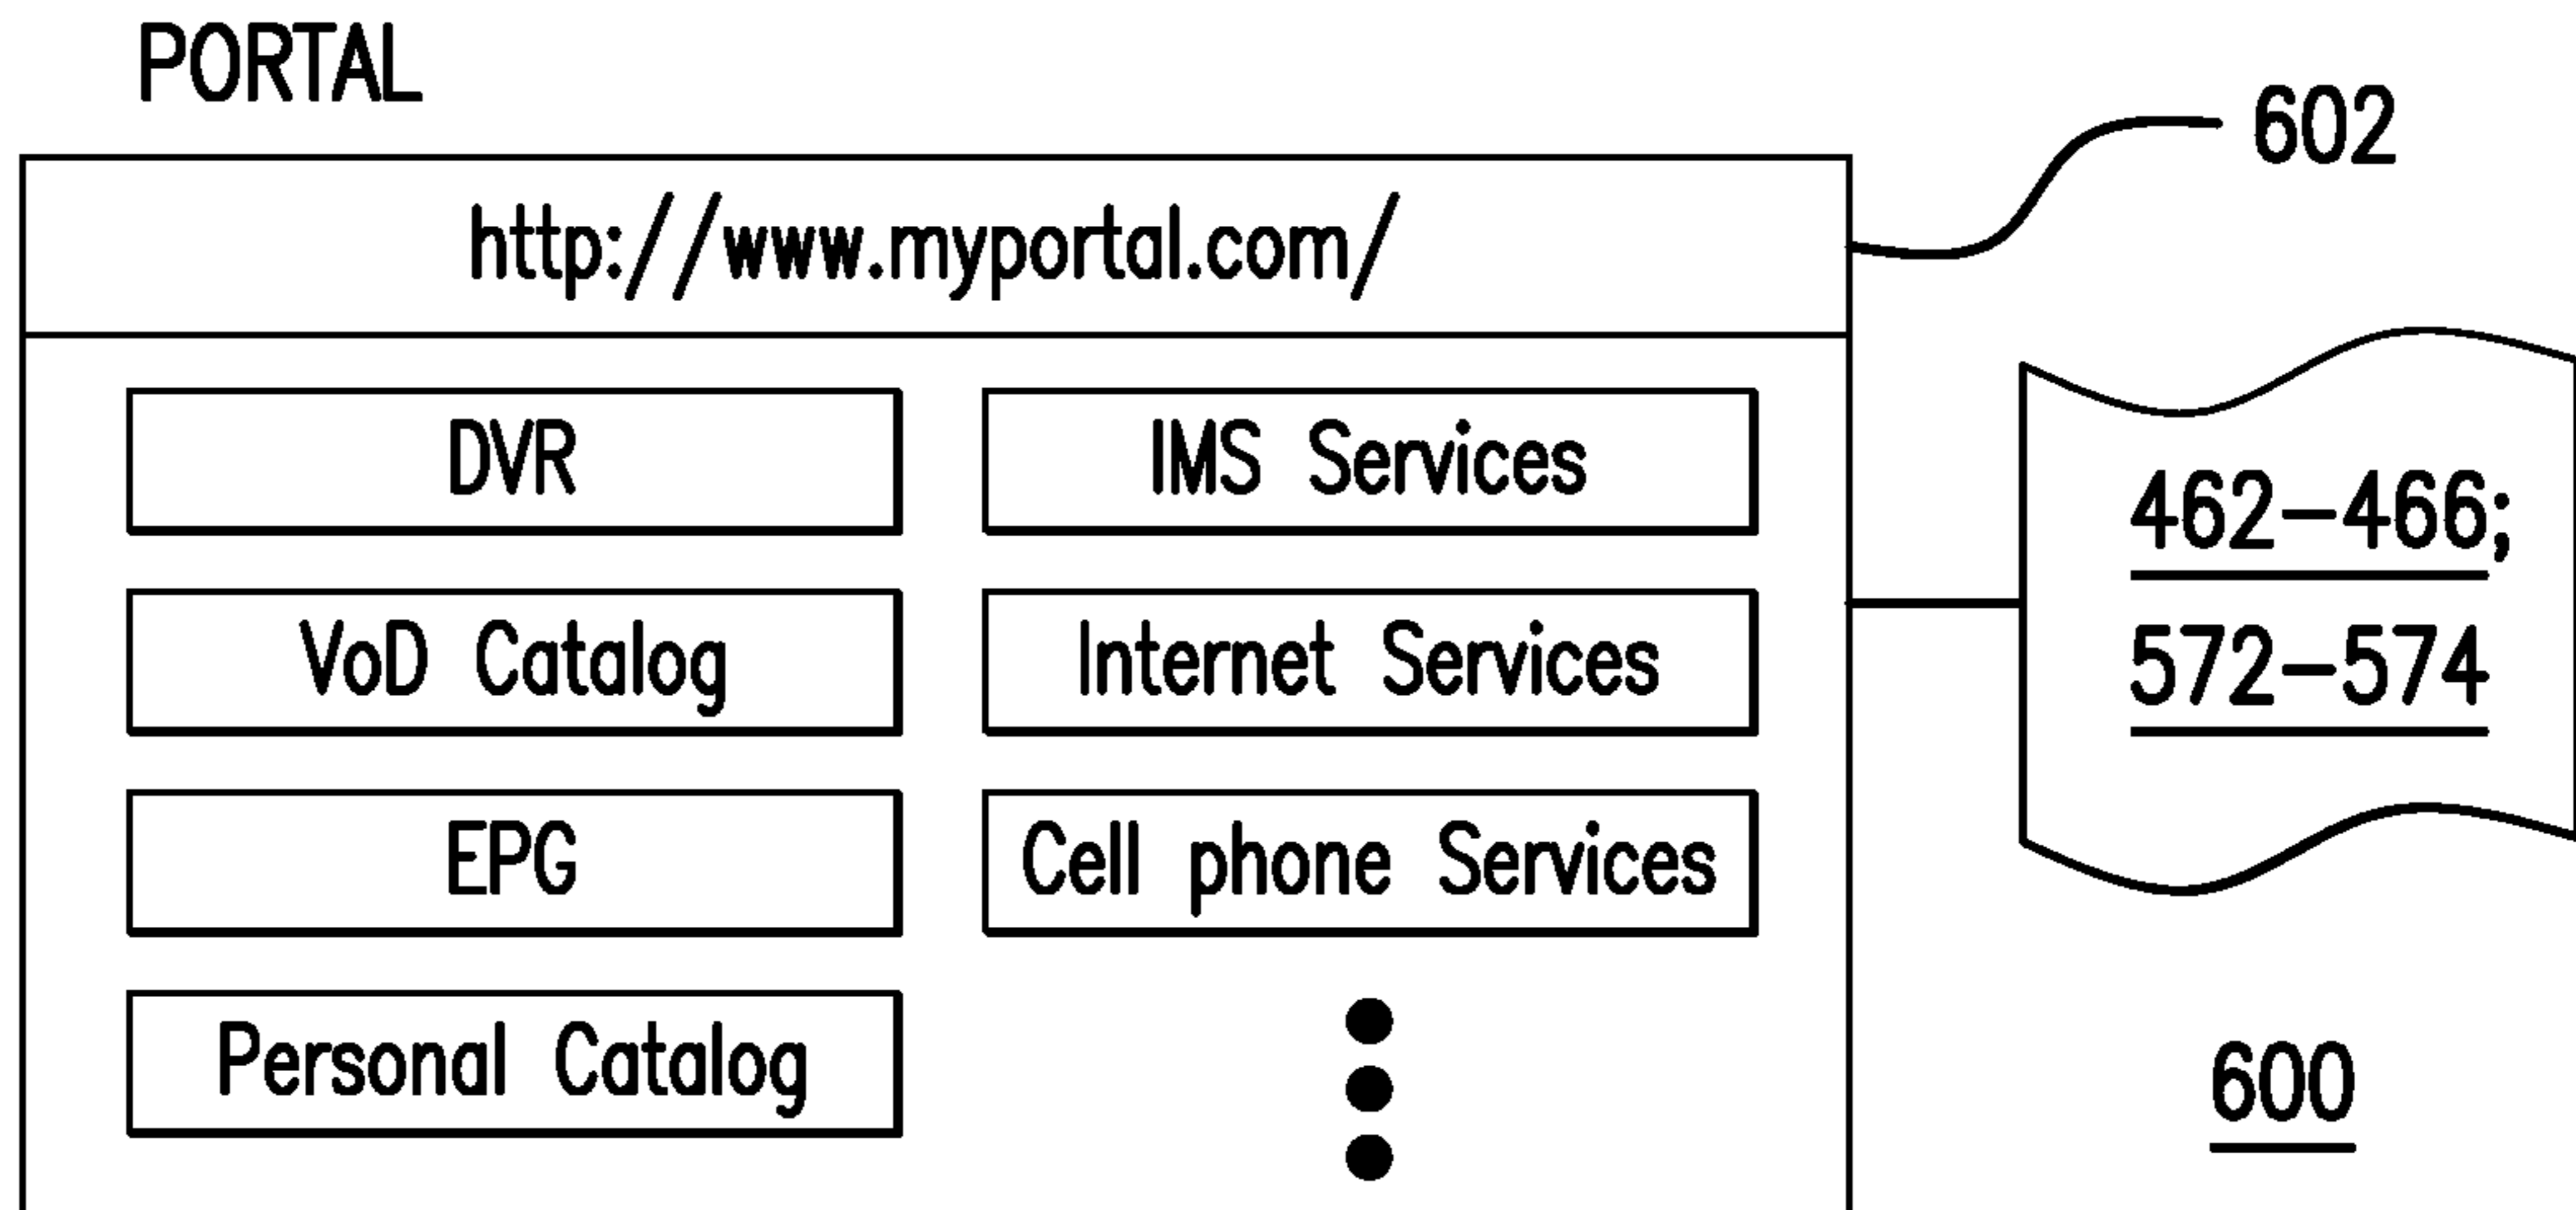 PORTAL
602
http://www.myportal.com/
DVR
IMS Services
462-466;
VoD Catalog
Internet Services
572-574
EPG
Cell phone Services
Personal Catalog
600